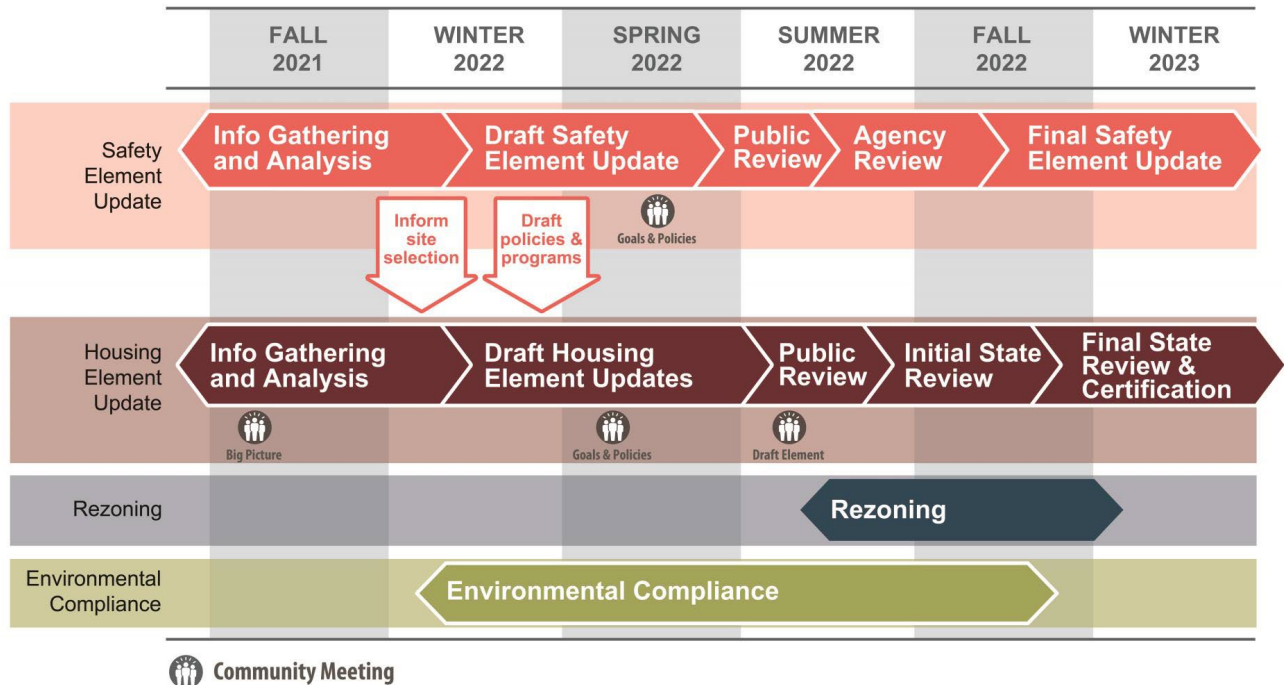 FALL
2021
WINTER
2022
SPRING
2022
SUMMER
2022
FALL
2022
WINTER
2023
Safety
Element
Update
Info Gathering
and Analysis
Draft Safety
Element Update
Public
Review
Agency
Review
Final Safety
Element Update
Inform
site
selection
Draft
policies &
programs
Goals & Policies
Housing
Element
Update
Info Gathering
and Analysis
Draft Housing
Element Updates
Public
Review
Initial State
Review
Final State
Review &
Certification
Big Picture
Goals & Policies
Draft Element
Rezoning
Rezoning
Environmental
Compliance
Environmental Compliance
Community Meeting